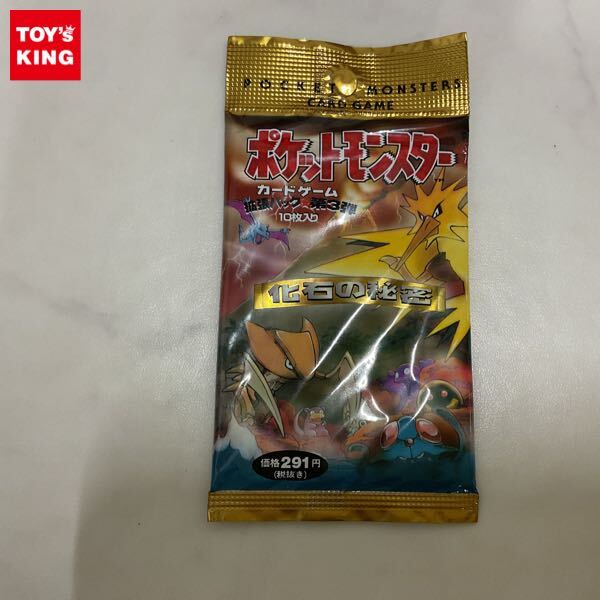 TOY'S
KING
POCKET MONSTERS
CARD GAME
ポケットモンスター
カードゲーム
拡張パック 第3弾
10枚入り
化石の秘密
価格291円
(税抜き)